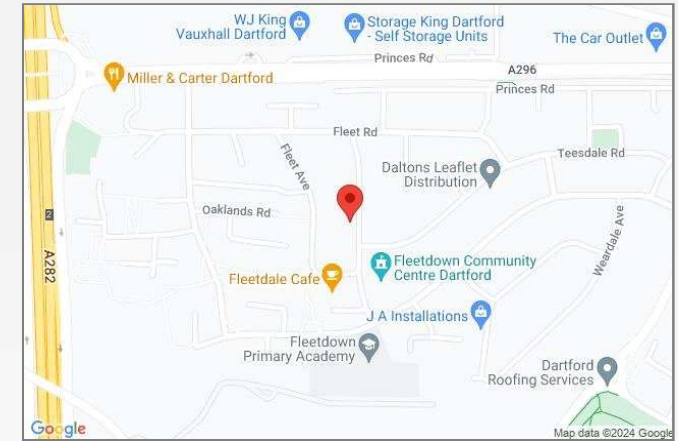 WJ King
Vauxhall Dartford
Storage King Dartford
- Self Storage Units
The Car Outlet
Princes Rd
A296
Miller & Carter Dartford
Princes Rd
Fleet Rd
Teesdale Rd
Fleet Ave
Daltons Leaflet
Distribution
Oaklands Rd
Weardale Ave
2
A282
Fleetdown Community
Centre Dartford
Fleetdale Cafe
J A Installations
Fleetdown
Primary Academy
Dartford
Roofing Services
Google
Map data ©2024 Google